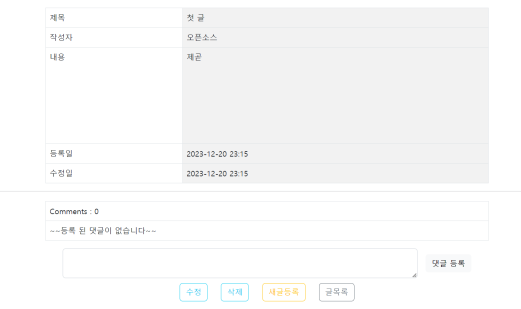 제목 첫 글
작성자 오픈소스
내용 제곧
등록일 2023-12-20 23:15
수정일 2023-12-20 23:15
Comments : 0
~~등록 된 댓글이 없습니다~~
댓글 등록
수정 삭제 새글등록 글목록